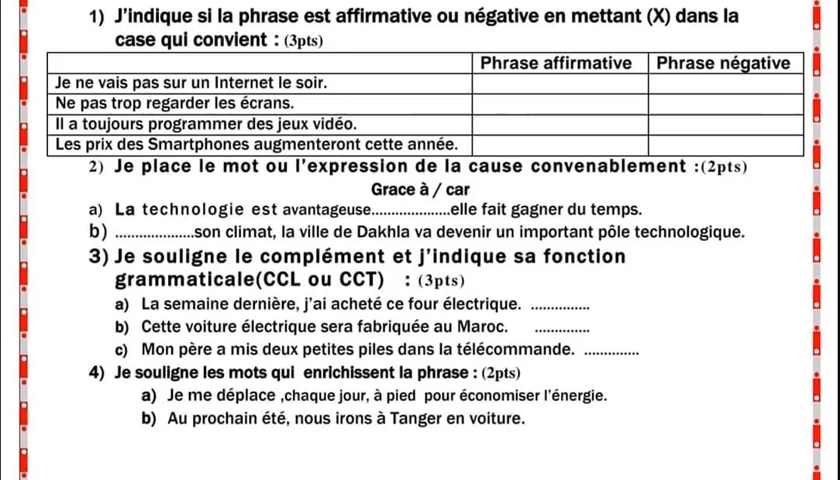 1) J'indique si la phrase est affirmative ou négative en mettant (X) dans la
case qui convient : (3pts)
Phrase affirmative Phrase négative
Je ne vais pas sur un Internet le soir.
Ne pas trop regarder les écrans.
Il a toujours programmer des jeux vidéo.
Les prix des Smartphones augmenteront cette année.
2) Je place le mot ou l'expression de la cause convenablement :(2pts)
Grace à / car
a) La technologie est avantageuse....................elle fait gagner du temps.
b) ....................son climat, la ville de Dakhla va devenir un important pôle technologique.
3) Je souligne le complément et j'indique sa fonction
grammaticale(CCL ou CCT) : (3pts)
a) La semaine dernière, j'ai acheté ce four électrique. ...............
b) Cette voiture électrique sera fabriquée au Maroc. ..............
c) Mon père a mis deux petites piles dans la télécommande. ..............
4) Je souligne les mots qui enrichissent la phrase : (2pts)
a) Je me déplace ,chaque jour, à pied pour économiser l'énergie.
b) Au prochain été, nous irons à Tanger en voiture.